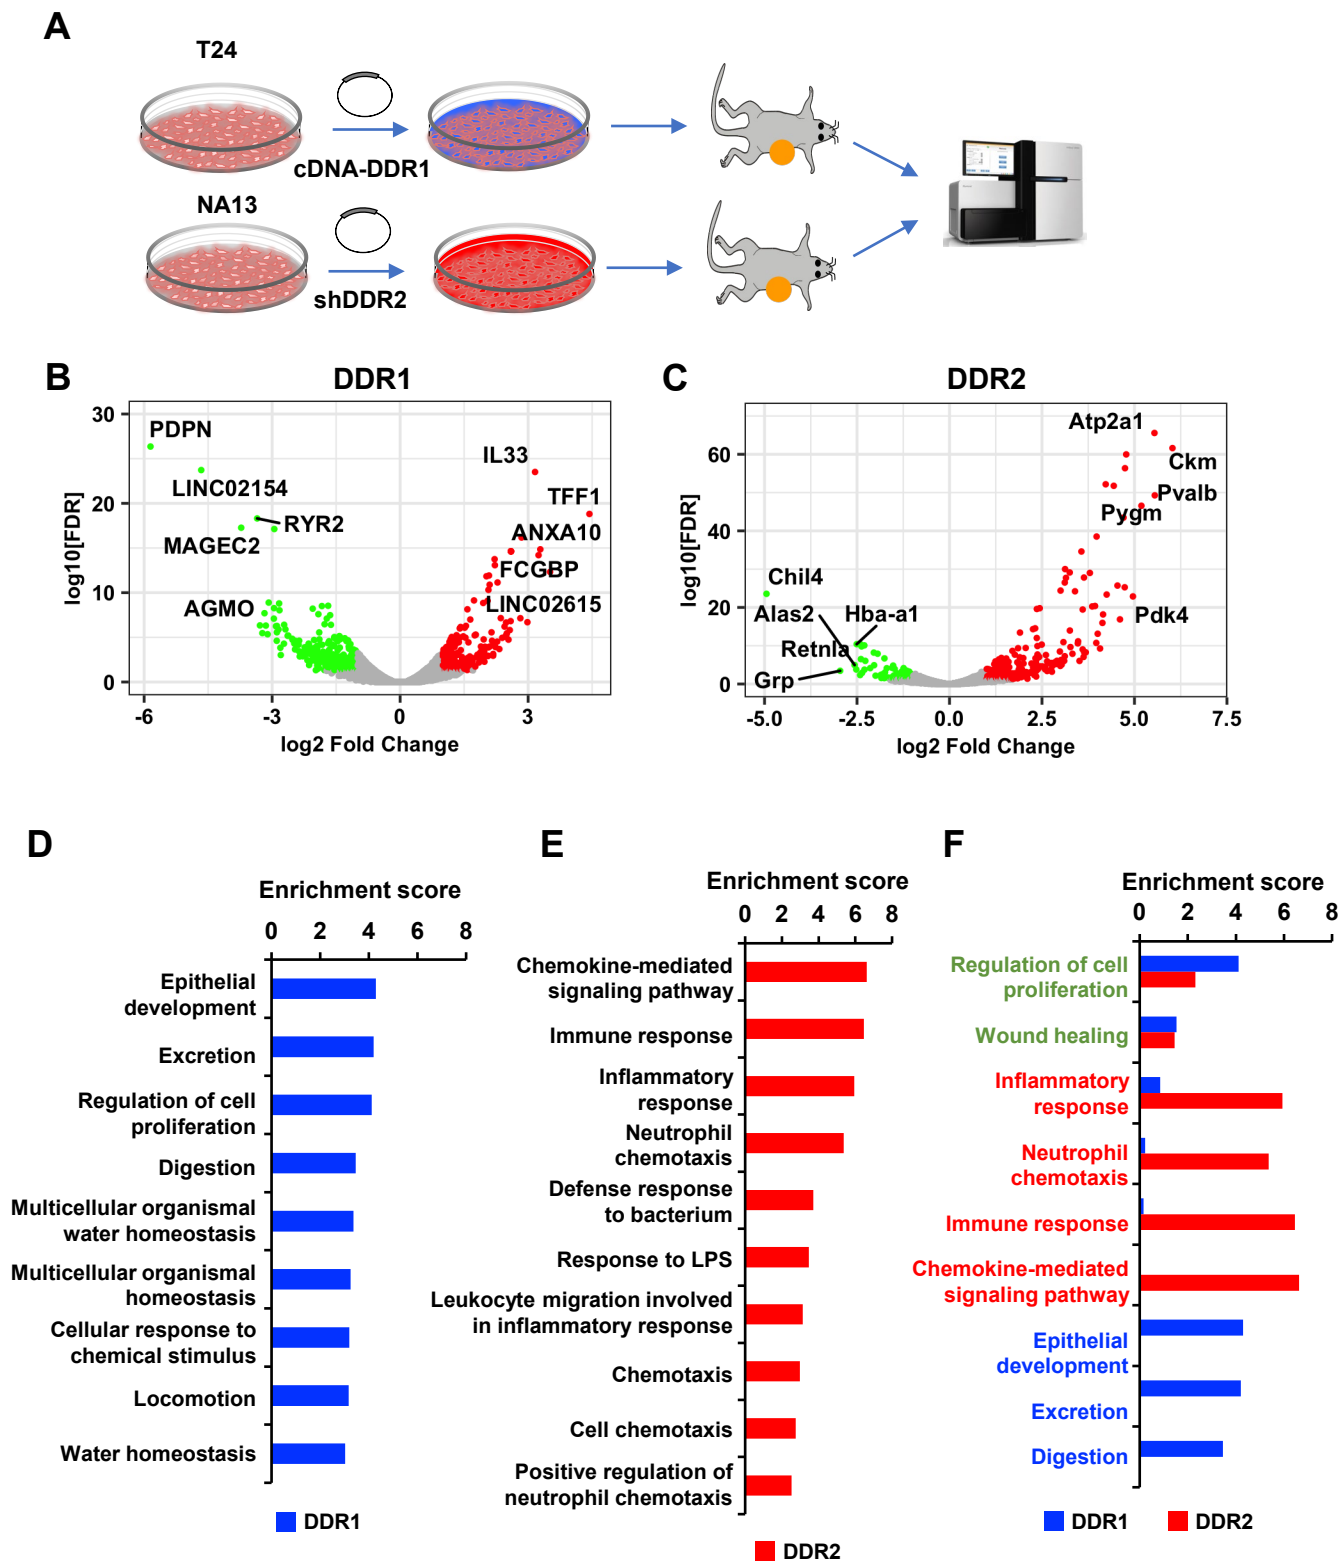 A
T24
cDNA-DDR1
NA13
shDDR2
B
DDR1
30
20
10
0
log10[FDR]
-6
-3
0
3
log2 Fold Change
PDPN
LINC02154
RYR2
MAGEC2
AGMO
IL33
TFF1
ANXA10
FCGBP
LINC02615
C
DDR2
60
40
20
0
log10[FDR]
-5.0
-2.5
0.0
2.5
5.0
7.5
log2 Fold Change
Atp2a1
Ckm
Pvalb
Pygm
Pdk4
Chil4
Alas2
Hba-a1
Retnla
Grp
D
Enrichment score
0 2 4 6 8
Epithelial
development
Excretion
Regulation of cell
proliferation
Digestion
Multicellular organismal
water homeostasis
Multicellular organismal
homeostasis
Cellular response to
chemical stimulus
Locomotion
Water homeostasis
DDR1
E
Enrichment score
0 2 4 6 8
Chemokine-mediated
signaling pathway
Immune response
Inflammatory
response
Neutrophil
chemotaxis
Defense response
to bacterium
Response to LPS
Leukocyte migration involved
in inflammatory response
Chemotaxis
Cell chemotaxis
Positive regulation of
neutrophil chemotaxis
DDR2
F
Enrichment score
0 2 4 6 8
Regulation of cell
proliferation
Wound healing
Inflammatory
response
Neutrophil
chemotaxis
Immune response
Chemokine-mediated
signaling pathway
Epithelial
development
Excretion
Digestion
DDR1 DDR2